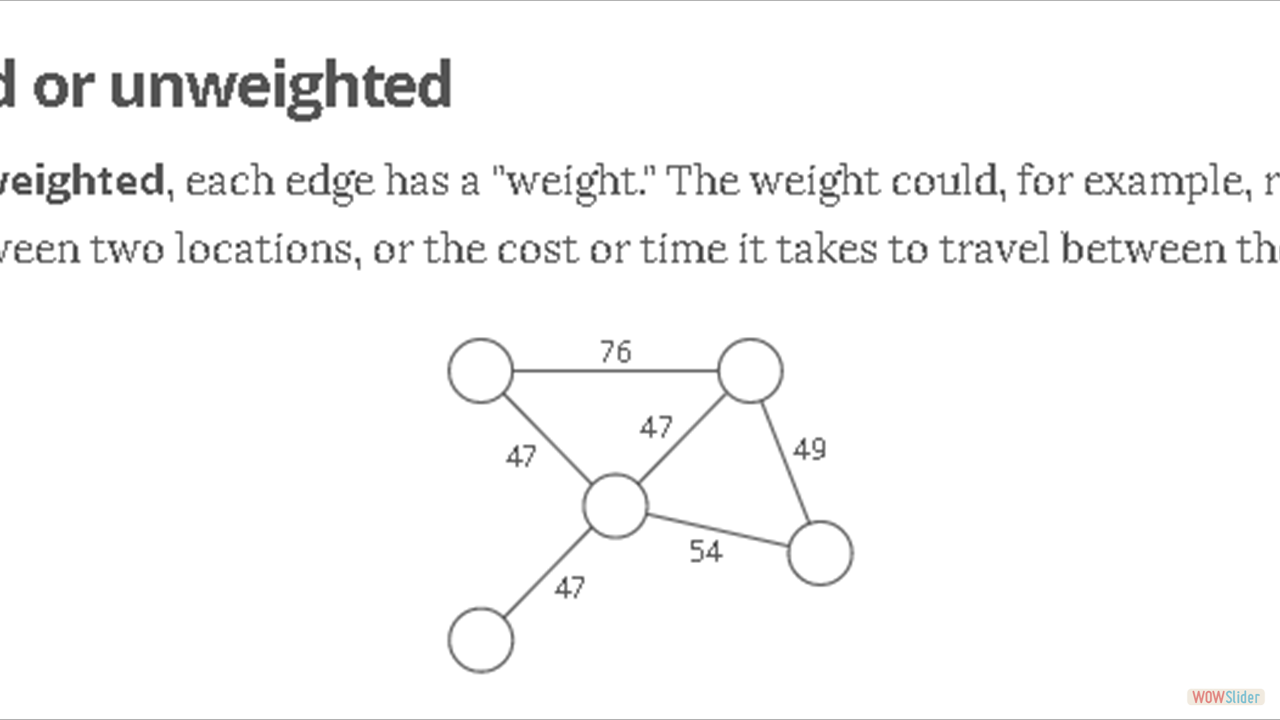 d or unweighted
weighted, each edge has a "weight." The weight could, for example, r
ween two locations, or the cost or time it takes to travel between the
76
47
47
49
54
47
WOWSlider